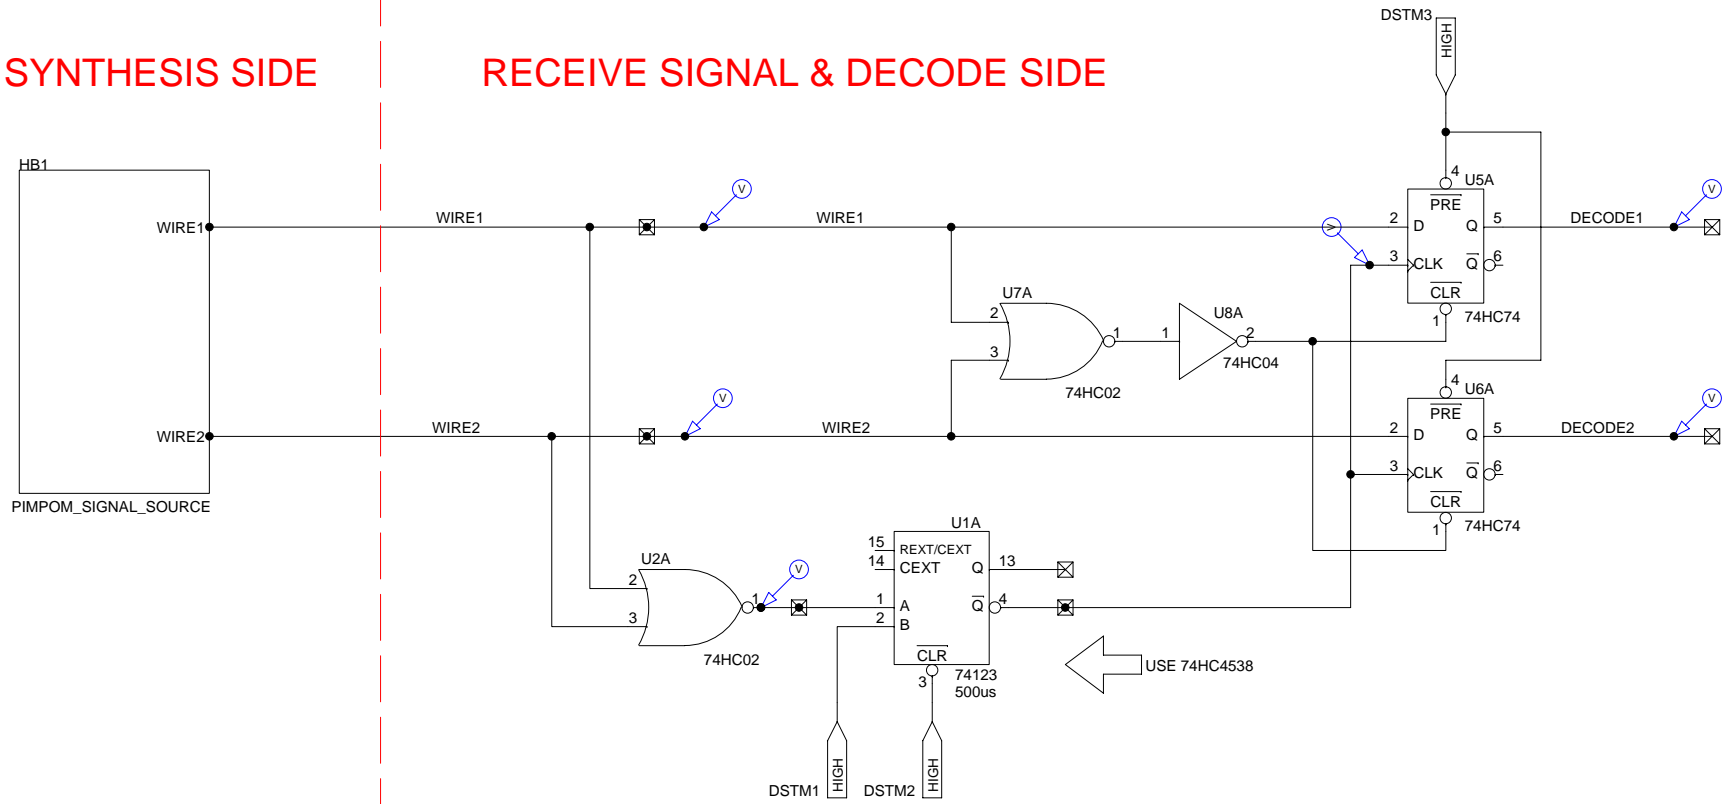 SYNTHESIS SIDE
RECEIVE SIGNAL & DECODE SIDE
DSTM3
HIGH
HB1
WIRE1
WIRE2
PIMPOM_SIGNAL_SOURCE
WIRE1
V
WIRE1
V
4
U5A
PRE
2
D
Q
5
DECODE1
V
3
CLK
Q
6
CLR
1
74HC74
U7A
2
3
1
74HC02
U8A
1
2
74HC04
WIRE2
V
WIRE2
4
U6A
PRE
2
D
Q
5
DECODE2
V
3
CLK
Q
6
CLR
1
74HC74
U2A
2
3
1
74HC02
V
U1A
15
REXT/CEXT
14
CEXT
Q
13
1
A
Q
4
2
B
CLR
3
74123
500us
USE 74HC4538
DSTM1
HIGH
DSTM2
HIGH